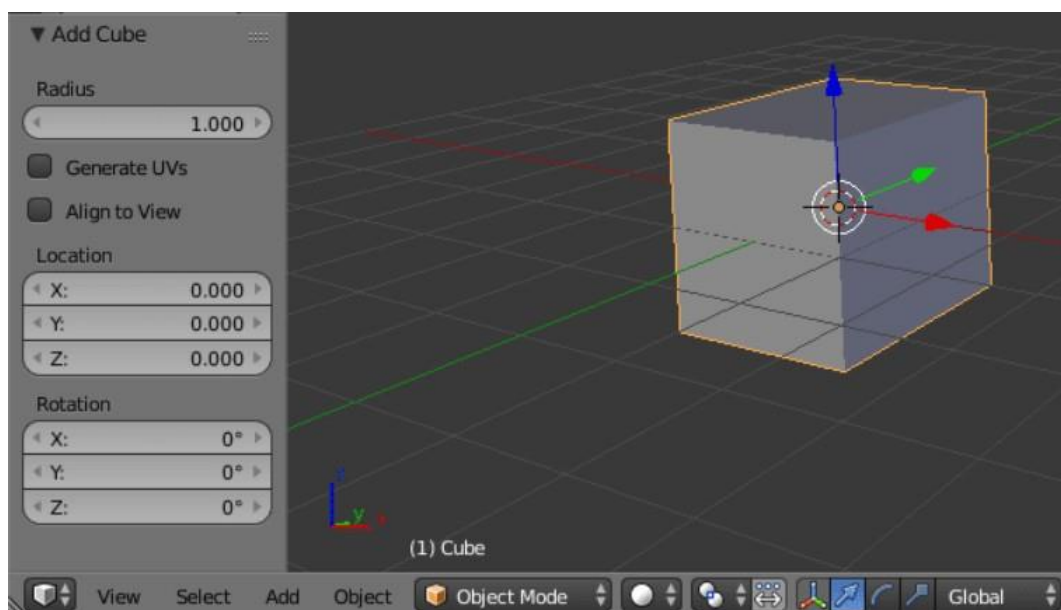 Add Cube
Radius
1.000
Generate UVs
Align to View
Location
X: 0.000
Y: 0.000
Z: 0.000
Rotation
X: 0°
Y: 0°
Z: 0°
z
y x
(1) Cube
View Select Add Object Object Mode Global